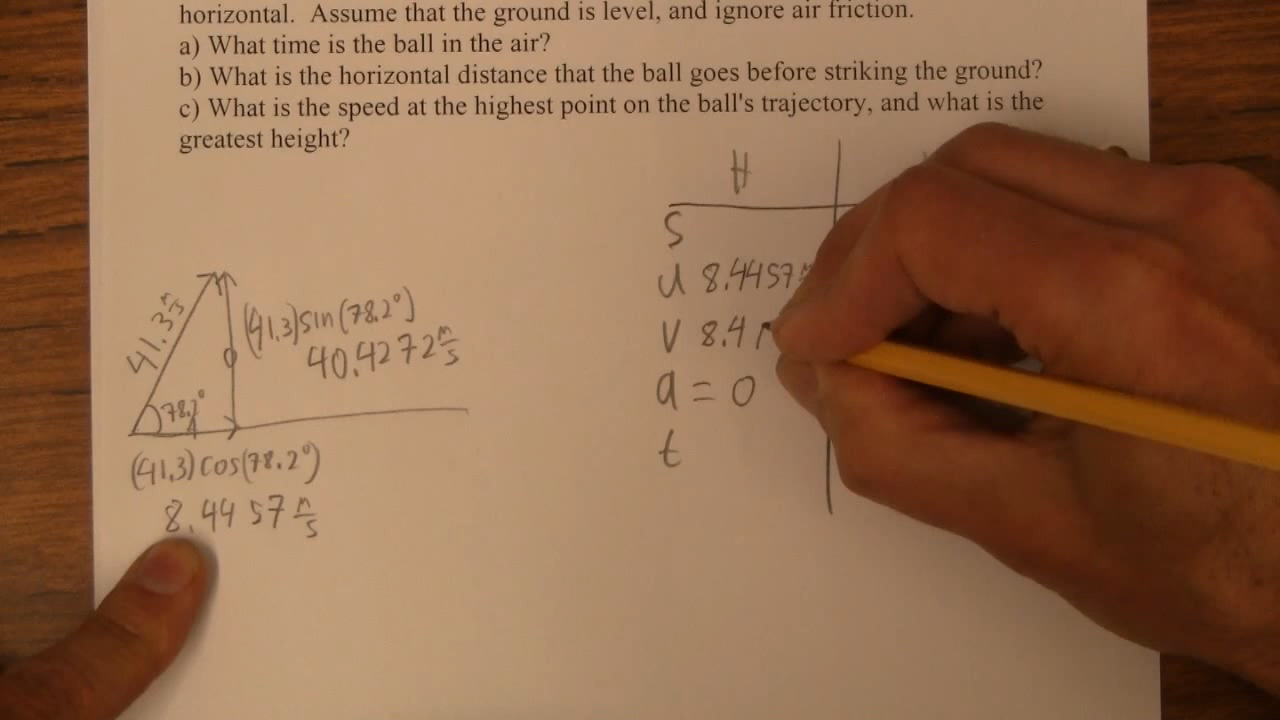 horizontal. Assume that the ground is level, and ignore air friction.
a) What time is the ball in the air?
b) What is the horizontal distance that the ball goes before striking the ground?
c) What is the speed at the highest point on the ball's trajectory, and what is the
greatest height?
H
S
U 8.4457
V 8.4
a = 0
t
41.3 m/s
78.2°
(41.3)sin(78.2°)
40.4272 m/s
(41.3)cos(78.2°)
8.4457 m/s